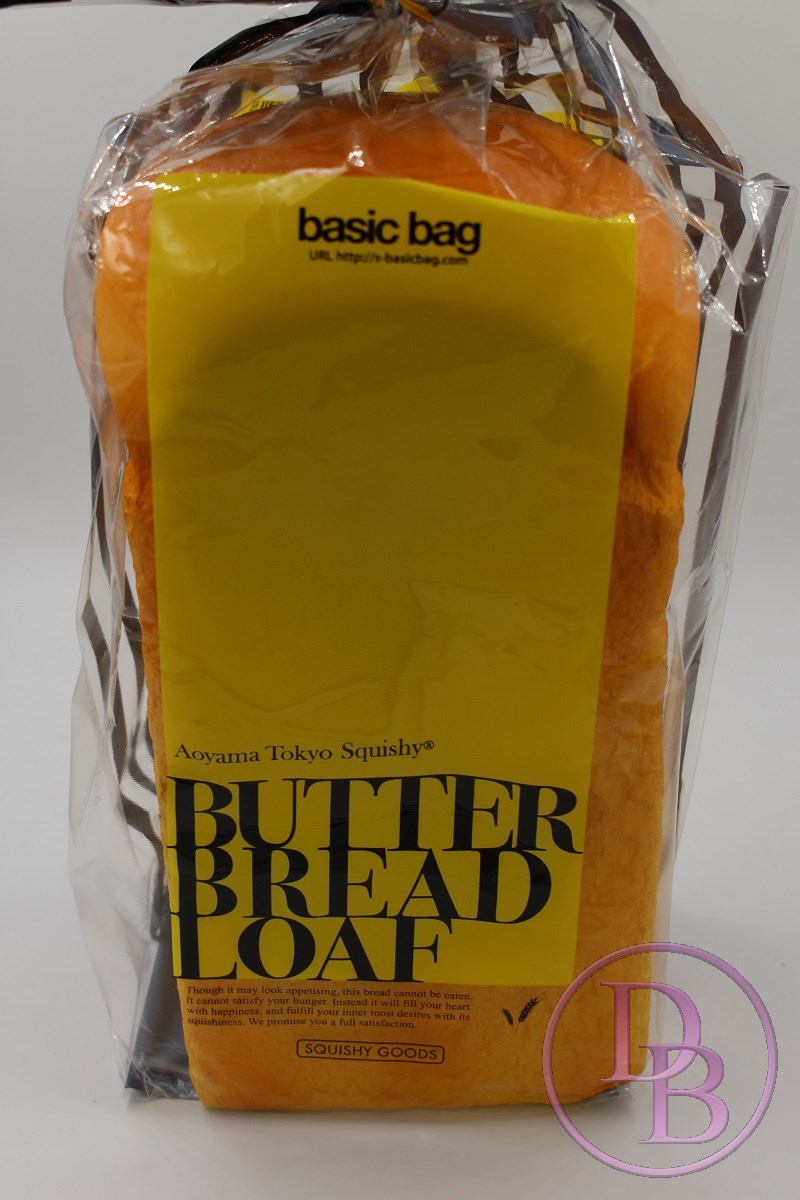 basic bag
URL http://s-basicbag.com
Aoyama Tokyo Squishy®
BUTTER
BREAD
LOAF
Though it may look appetising, this bread cannot be eaten.
It cannot satisfy your hunger. Instead it will fill your heart
with happiness, and fulfill your inner most desires with its
squishiness. We promise you a full satisfaction.
SQUISHY GOODS
DB